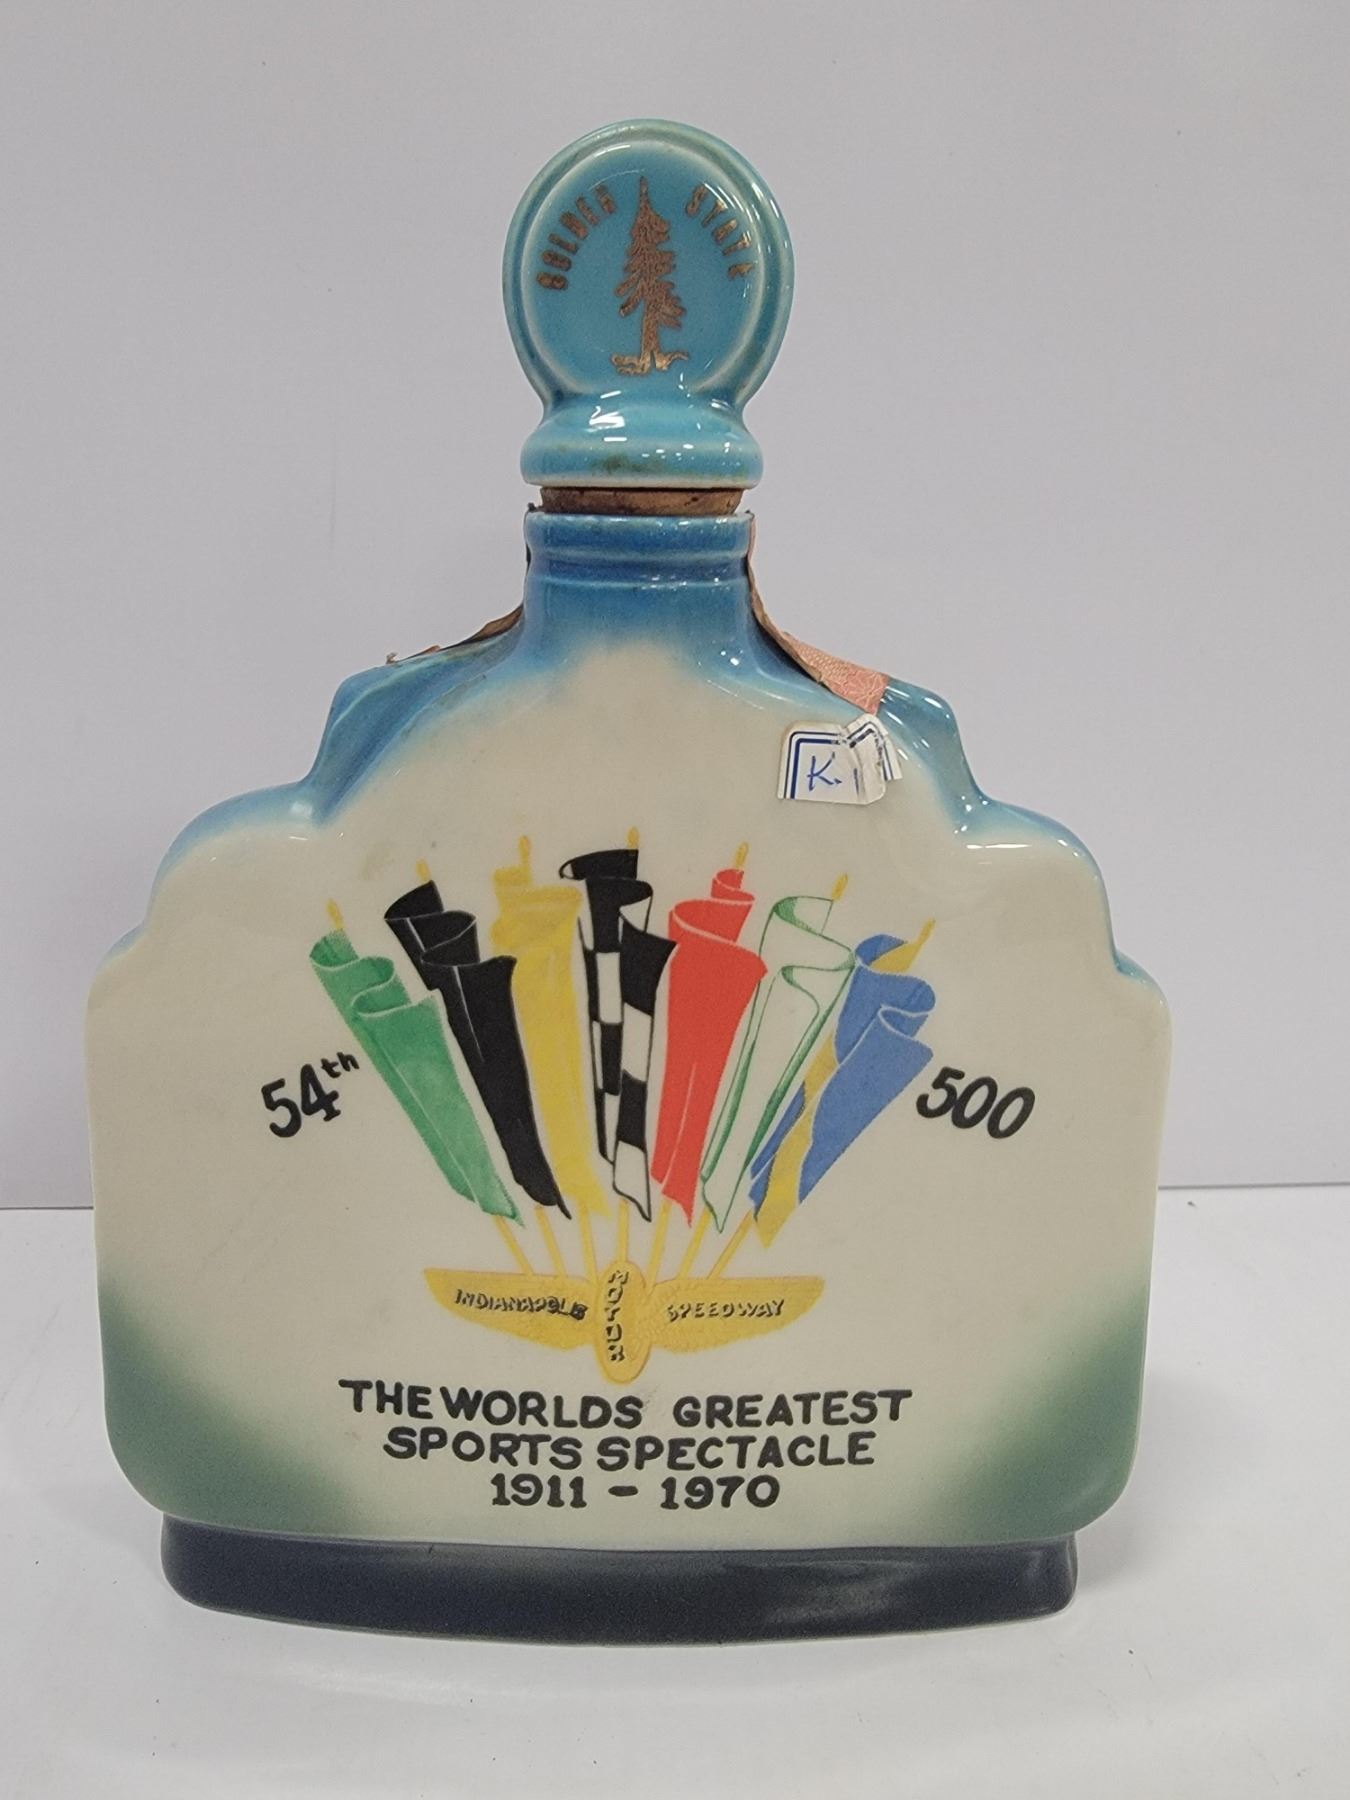 GOLDEN STATE
K.
54th 500
INDIANAPOLIS MOTOR SPEEDWAY
THE WORLDS GREATEST
SPORTS SPECTACLE
1911 - 1970